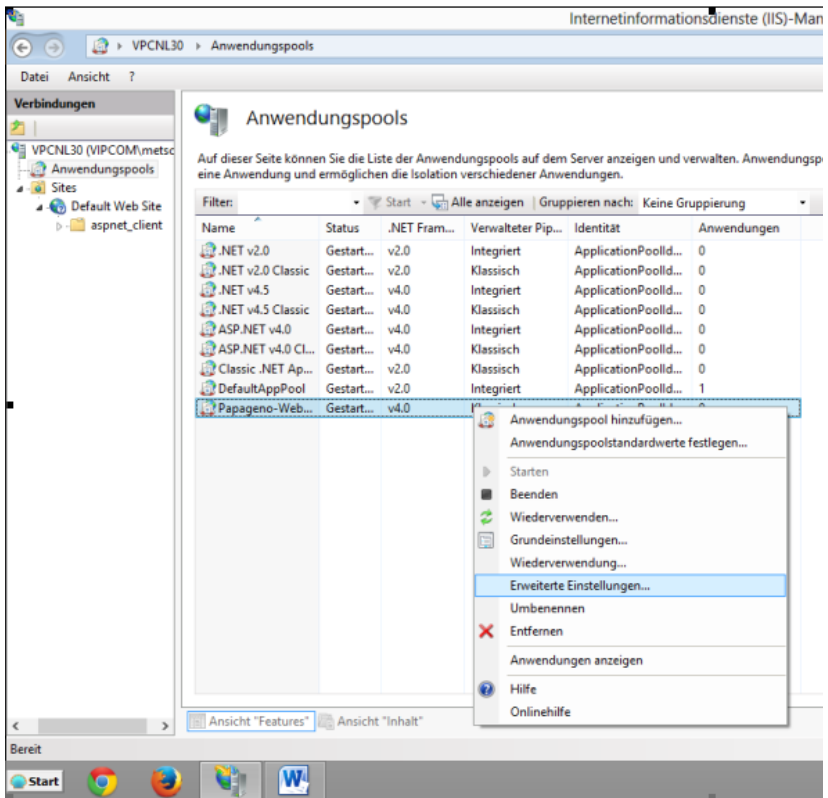 Internetinformationsdienste (IIS)-Man
VPCNL30 Anwendungspools
Datei Ansicht ?
Verbindungen
VPCNL30 (VIPCOM\metsc
Anwendungspools
Sites
Default Web Site
aspnet_client
Anwendungspools
Auf dieser Seite können Sie die Liste der Anwendungspools auf dem Server anzeigen und verwalten. Anwendungsp
eine Anwendung und ermöglichen die Isolation verschiedener Anwendungen.
Filter: Start Alle anzeigen Gruppieren nach: Keine Gruppierung
Name Status .NET Fram... Verwalteter Pip... Identität Anwendungen
.NET v2.0 Gestart... v2.0 Integriert ApplicationPoolId... 0
.NET v2.0 Classic Gestart... v2.0 Klassisch ApplicationPoolId... 0
.NET v4.5 Gestart... v4.0 Integriert ApplicationPoolId... 0
.NET v4.5 Classic Gestart... v4.0 Klassisch ApplicationPoolId... 0
ASP.NET v4.0 Gestart... v4.0 Integriert ApplicationPoolId... 0
ASP.NET v4.0 Cl... Gestart... v4.0 Klassisch ApplicationPoolId... 0
Classic .NET Ap... Gestart... v2.0 Klassisch ApplicationPoolId... 0
DefaultAppPool Gestart... v2.0 Integriert ApplicationPoolId... 1
Papageno-Web... Gestart... v4.0
Anwendungspool hinzufügen...
Anwendungspoolstandardwerte festlegen...
Starten
Beenden
Wiederverwenden...
Grundeinstellungen...
Wiederverwendung...
Erweiterte Einstellungen...
Umbenennen
Entfernen
Anwendungen anzeigen
Hilfe
Onlinehilfe
Ansicht "Features" Ansicht "Inhalt"
Bereit
Start